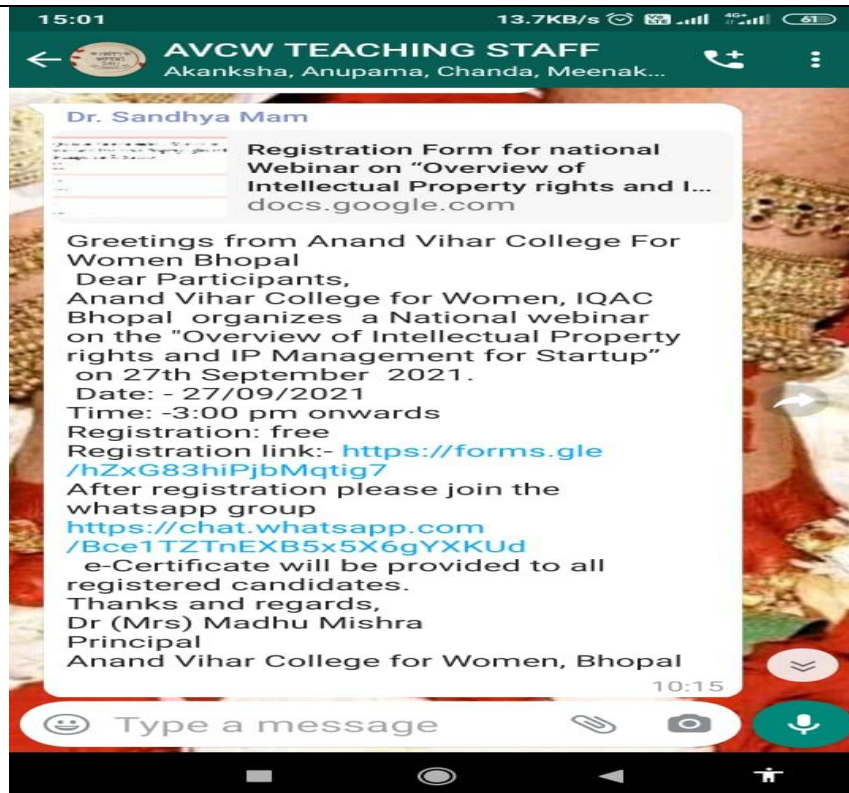 15:01 13.7KB/s 4G+ 61
AVCW TEACHING STAFF
Akanksha, Anupama, Chanda, Meenak...
Dr. Sandhya Mam
Registration Form for national
Webinar on “Overview of
Intellectual Property rights and I...
docs.google.com
Greetings from Anand Vihar College For
Women Bhopal
Dear Participants,
Anand Vihar College for Women, IQAC
Bhopal organizes a National webinar
on the "Overview of Intellectual Property
rights and IP Management for Startup”
on 27th September 2021.
Date: - 27/09/2021
Time: -3:00 pm onwards
Registration: free
Registration link:- https://forms.gle
/hZxG83hiPjbMqtig7
After registration please join the
whatsapp group
https://chat.whatsapp.com
/Bce1TZTnEXB5x5X6gYXKUd
e-Certificate will be provided to all
registered candidates.
Thanks and regards,
Dr (Mrs) Madhu Mishra
Principal
Anand Vihar College for Women, Bhopal
10:15
Type a message